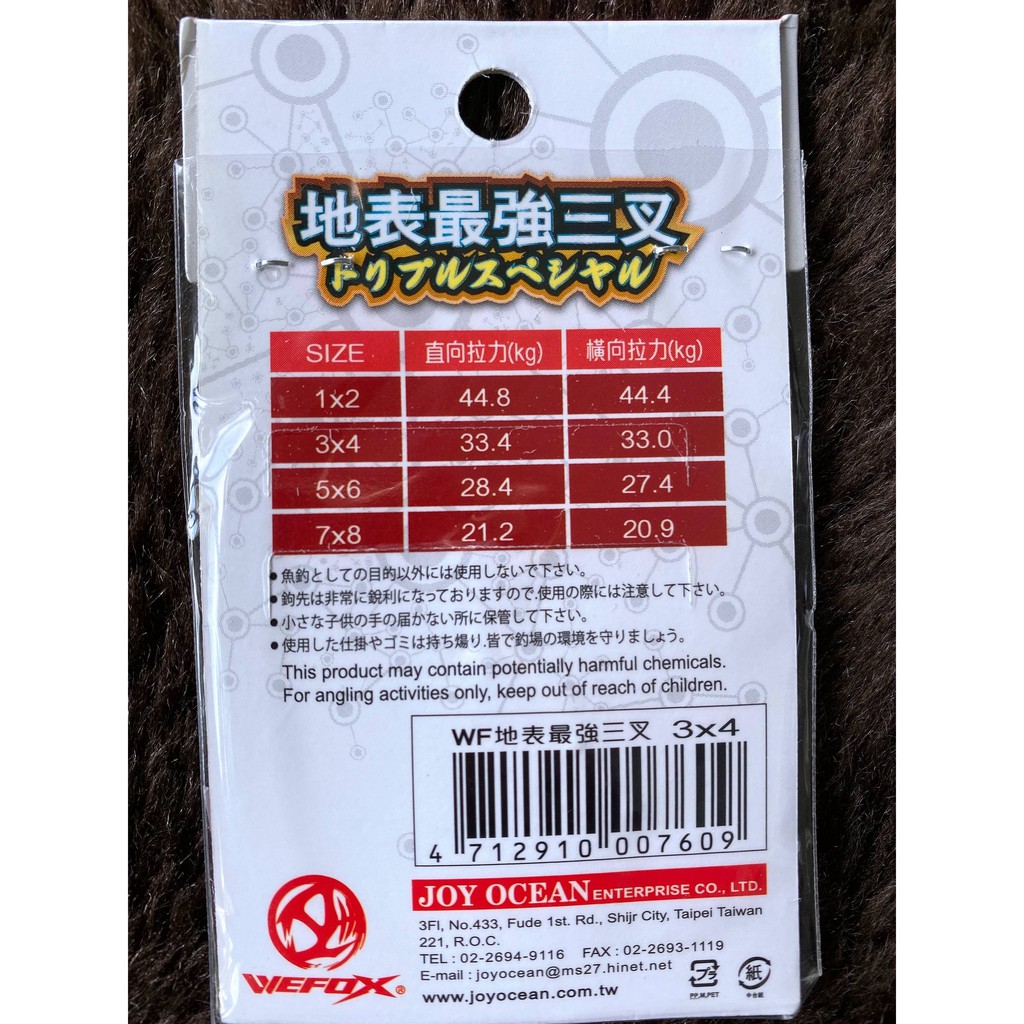 地表最強三叉
トリプルスペシャル
SIZE 直向拉力(kg) 橫向拉力(kg)
1x2 44.8 44.4
3x4 33.4 33.0
5x6 28.4 27.4
7x8 21.2 20.9
• 魚釣としての目的以外には使用しないで下さい。
• 鉤先は非常に鋭利になっておりますので.使用の際には注意して下さい。
• 小さな子供の手の届かない所に保管して下さい。
• 使用した仕掛やゴミは持ち煬り.皆で釣場の環境を守りましょう。
This product may contain potentially harmful chemicals.
For angling activities only, keep out of reach of children.
WF地表最強三叉 3x4
4 712910 007609
JOY OCEAN ENTERPRISE CO., LTD.
3Fl, No.433, Fude 1st. Rd., Shijr City, Taipei Taiwan
221, R.O.C.
TEL : 02-2694-9116 FAX : 02-2693-1119
E-mail : joyocean@ms27.hinet.net
www.joyocean.com.tw
WEFOX®
プラ
PP,M,PET
紙
中台紙